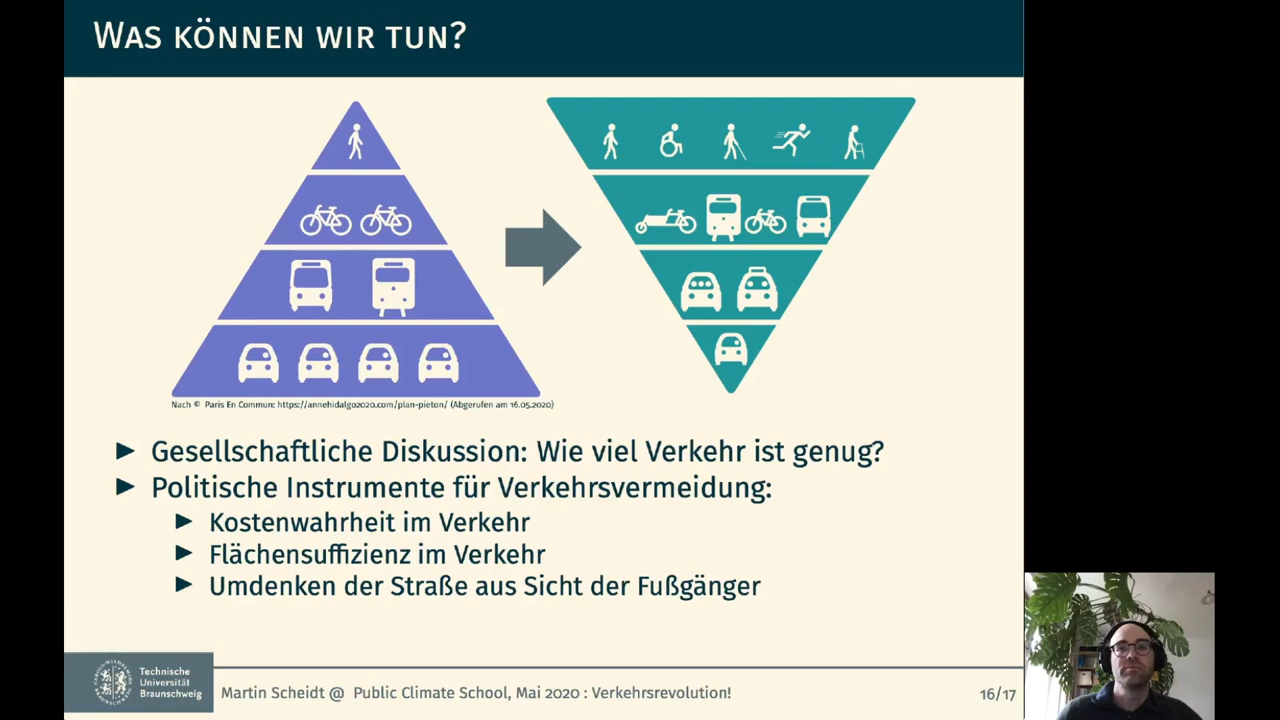 Was können wir tun?
Nach © Paris En Commun: https://annehidalgo2020.com/plan-pieton/ (Abgerufen am 16.05.2020)
► Gesellschaftliche Diskussion: Wie viel Verkehr ist genug?
► Politische Instrumente für Verkehrsvermeidung:
► Kostenwahrheit im Verkehr
► Flächensuffizienz im Verkehr
► Umdenken der Straße aus Sicht der Fußgänger
Technische
Universität
Braunschweig
Martin Scheidt @ Public Climate School, Mai 2020 : Verkehrsrevolution!
16/17